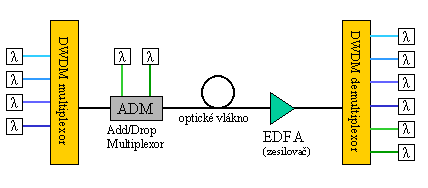 λ
λ
λ
λ
DWDM multiplexor
λ
λ
ADM
Add/Drop
Multiplexor
optické vlákno
EDFA
(zesilovač)
DWDM demultiplexor
λ
λ
λ
λ
λ
λ